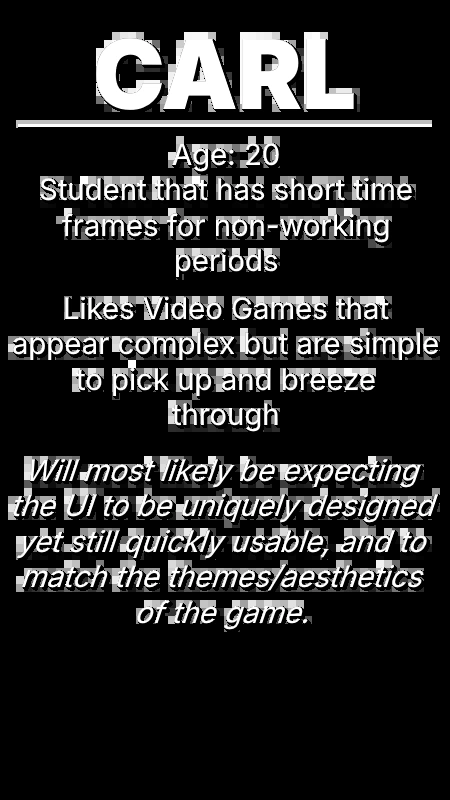 CARL
Age: 20
Student that has short time
frames for non-working
periods
Likes Video Games that
appear complex but are simple
to pick up and breeze
through
Will most likely be expecting
the UI to be uniquely designed
yet still quickly usable, and to
match the themes/aesthetics
of the game.